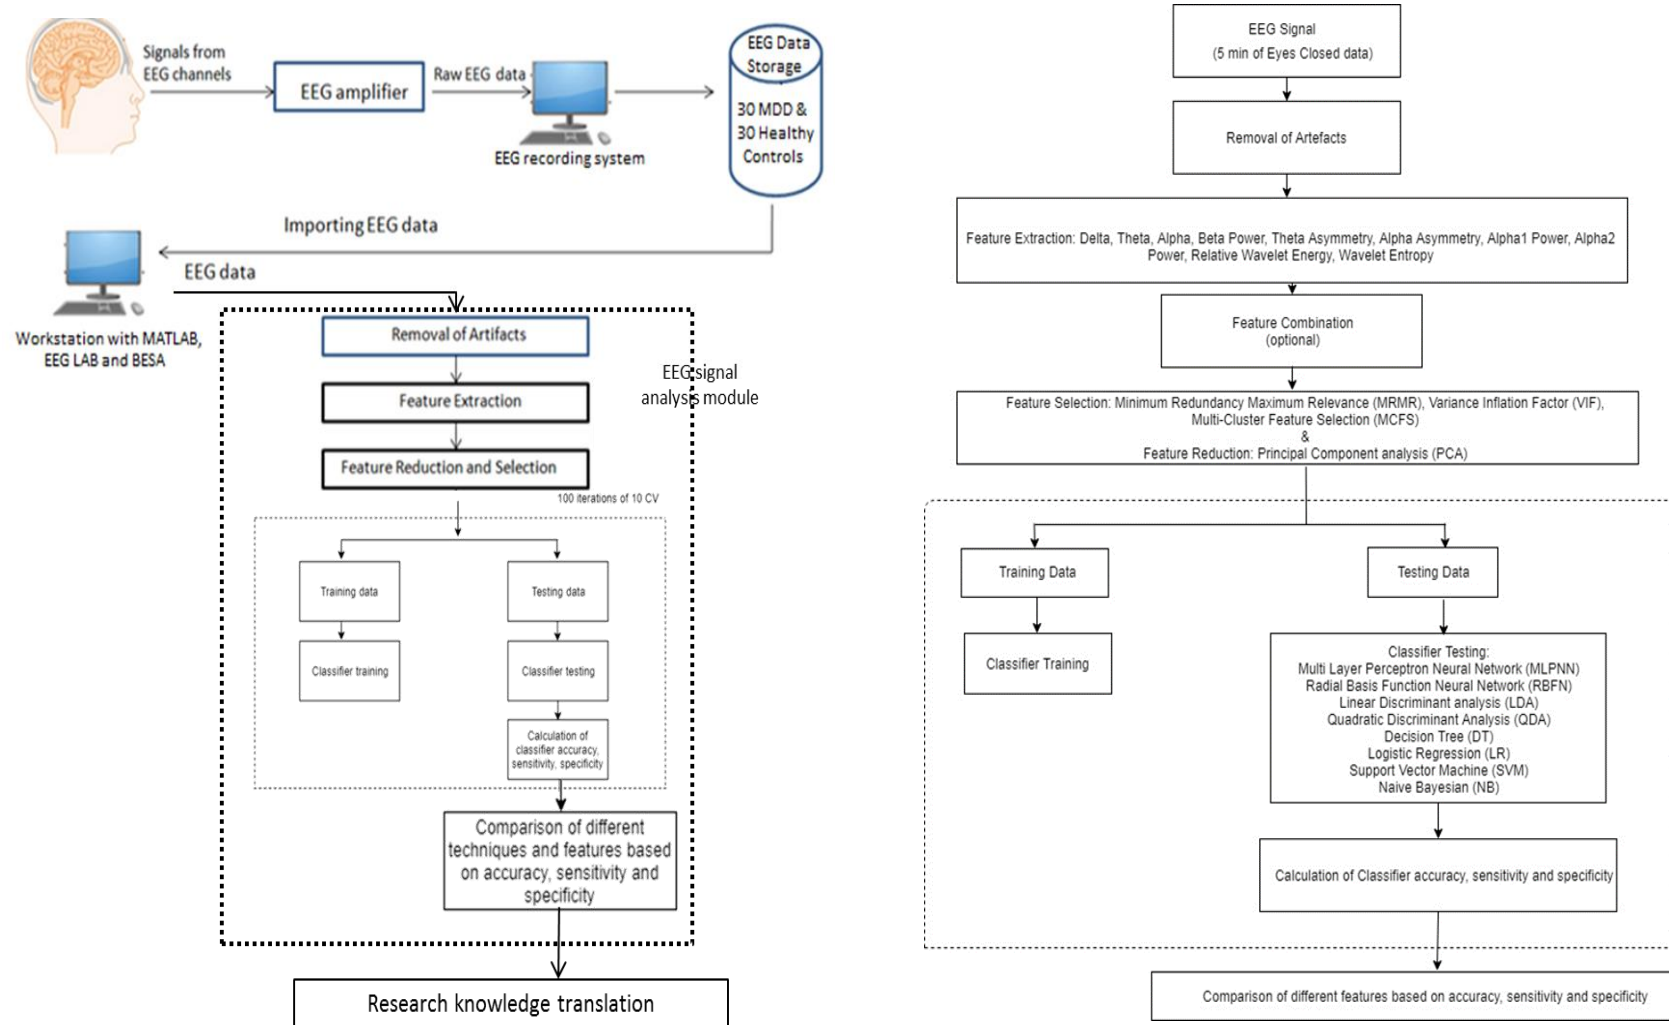 Signals from
EEG channels
EEG amplifier
Raw EEG data
EEG recording system
EEG Data
Storage
30 MDD &
30 Healthy
Controls
Importing EEG data
EEG data
Workstation with MATLAB,
EEG LAB and BESA
Removal of Artifacts
EEG signal
analysis module
Feature Extraction
Feature Reduction and Selection
100 iterations of 10 CV
Training data
Testing data
Classifier training
Classifier testing
Calculation of
classifier accuracy,
sensitivity, specificity
Comparison of different
techniques and features based
on accuracy, sensitivity and
specificity
Research knowledge translation
EEG Signal
(5 min of Eyes Closed data)
Removal of Artefacts
Feature Extraction: Delta, Theta, Alpha, Beta Power, Theta Asymmetry, Alpha Asymmetry, Alpha1 Power, Alpha2
Power, Relative Wavelet Energy, Wavelet Entropy
Feature Combination
(optional)
Feature Selection: Minimum Redundancy Maximum Relevance (MRMR), Variance Inflation Factor (VIF),
Multi-Cluster Feature Selection (MCFS)
&
Feature Reduction: Principal Component analysis (PCA)
Training Data
Testing Data
Classifier Training
Classifier Testing:
Multi Layer Perceptron Neural Network (MLPNN)
Radial Basis Function Neural Network (RBFN)
Linear Discriminant analysis (LDA)
Quadratic Discriminant Analysis (QDA)
Decision Tree (DT)
Logistic Regression (LR)
Support Vector Machine (SVM)
Naive Bayesian (NB)
Calculation of Classifier accuracy, sensitivity and specificity
Comparison of different features based on accuracy, sensitivity and specificity